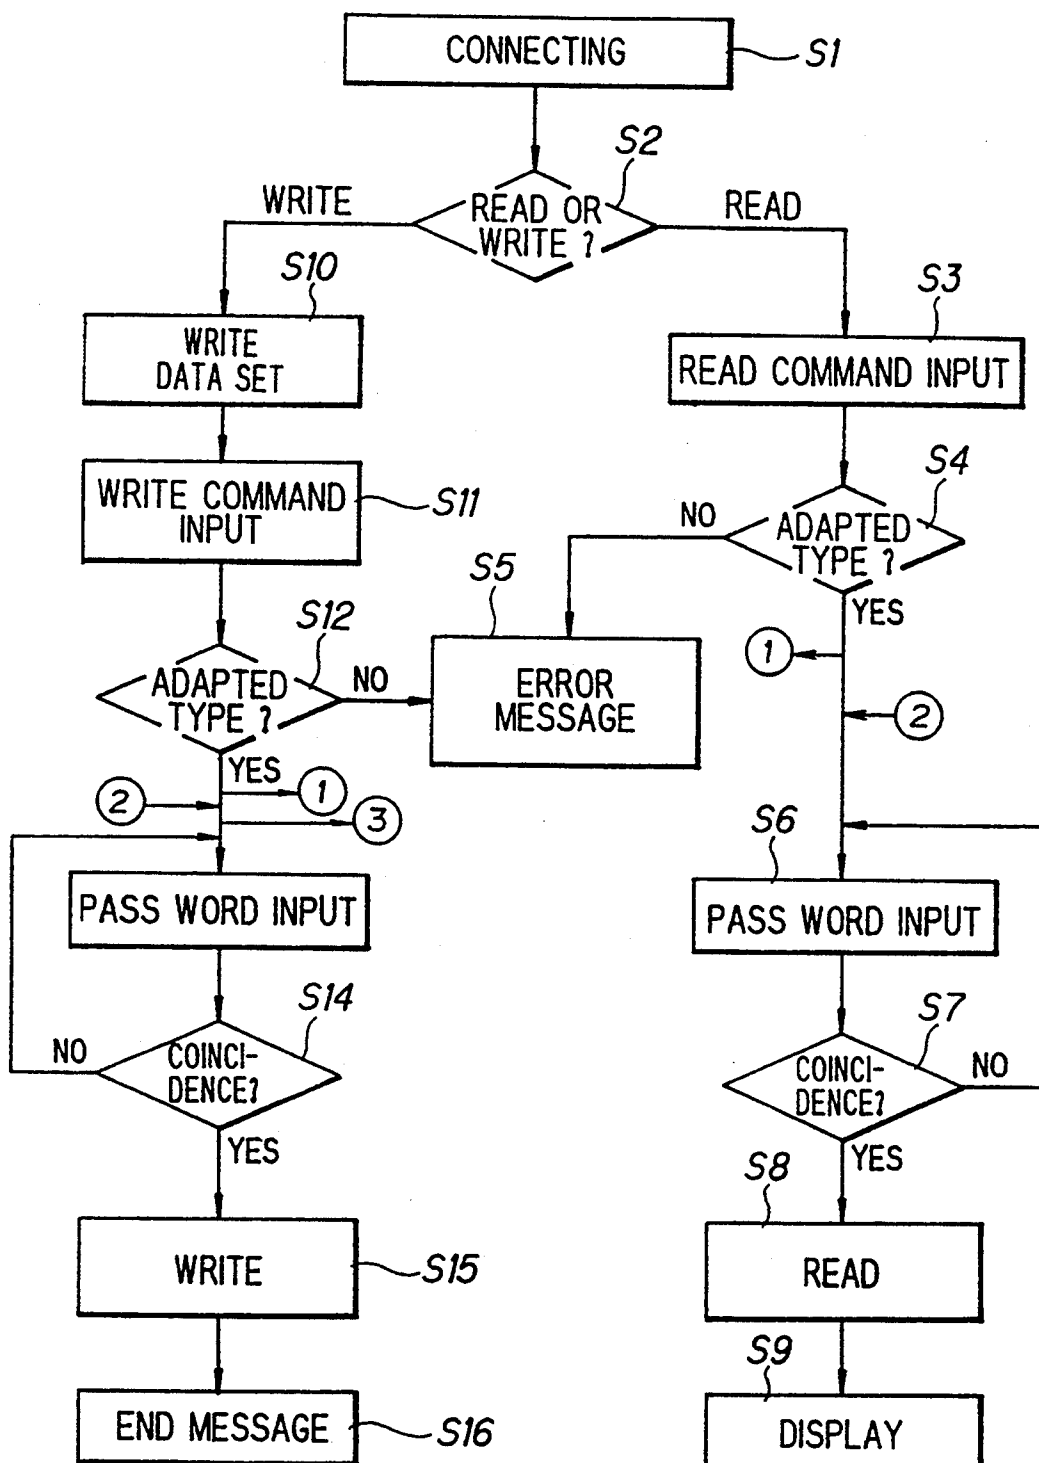 CONNECTING
S1
S2
READ OR
WRITE ?
WRITE
READ
S10
WRITE
DATA SET
S3
READ COMMAND INPUT
WRITE COMMAND
INPUT
S11
S4
ADAPTED
TYPE ?
NO
YES
S5
ERROR
MESSAGE
S12
ADAPTED
TYPE ?
NO
YES
1
2
2
1
3
PASS WORD INPUT
S6
PASS WORD INPUT
S14
COINCI-
DENCE?
NO
YES
S7
COINCI-
DENCE?
NO
YES
WRITE
S15
S8
READ
END MESSAGE
S16
S9
DISPLAY